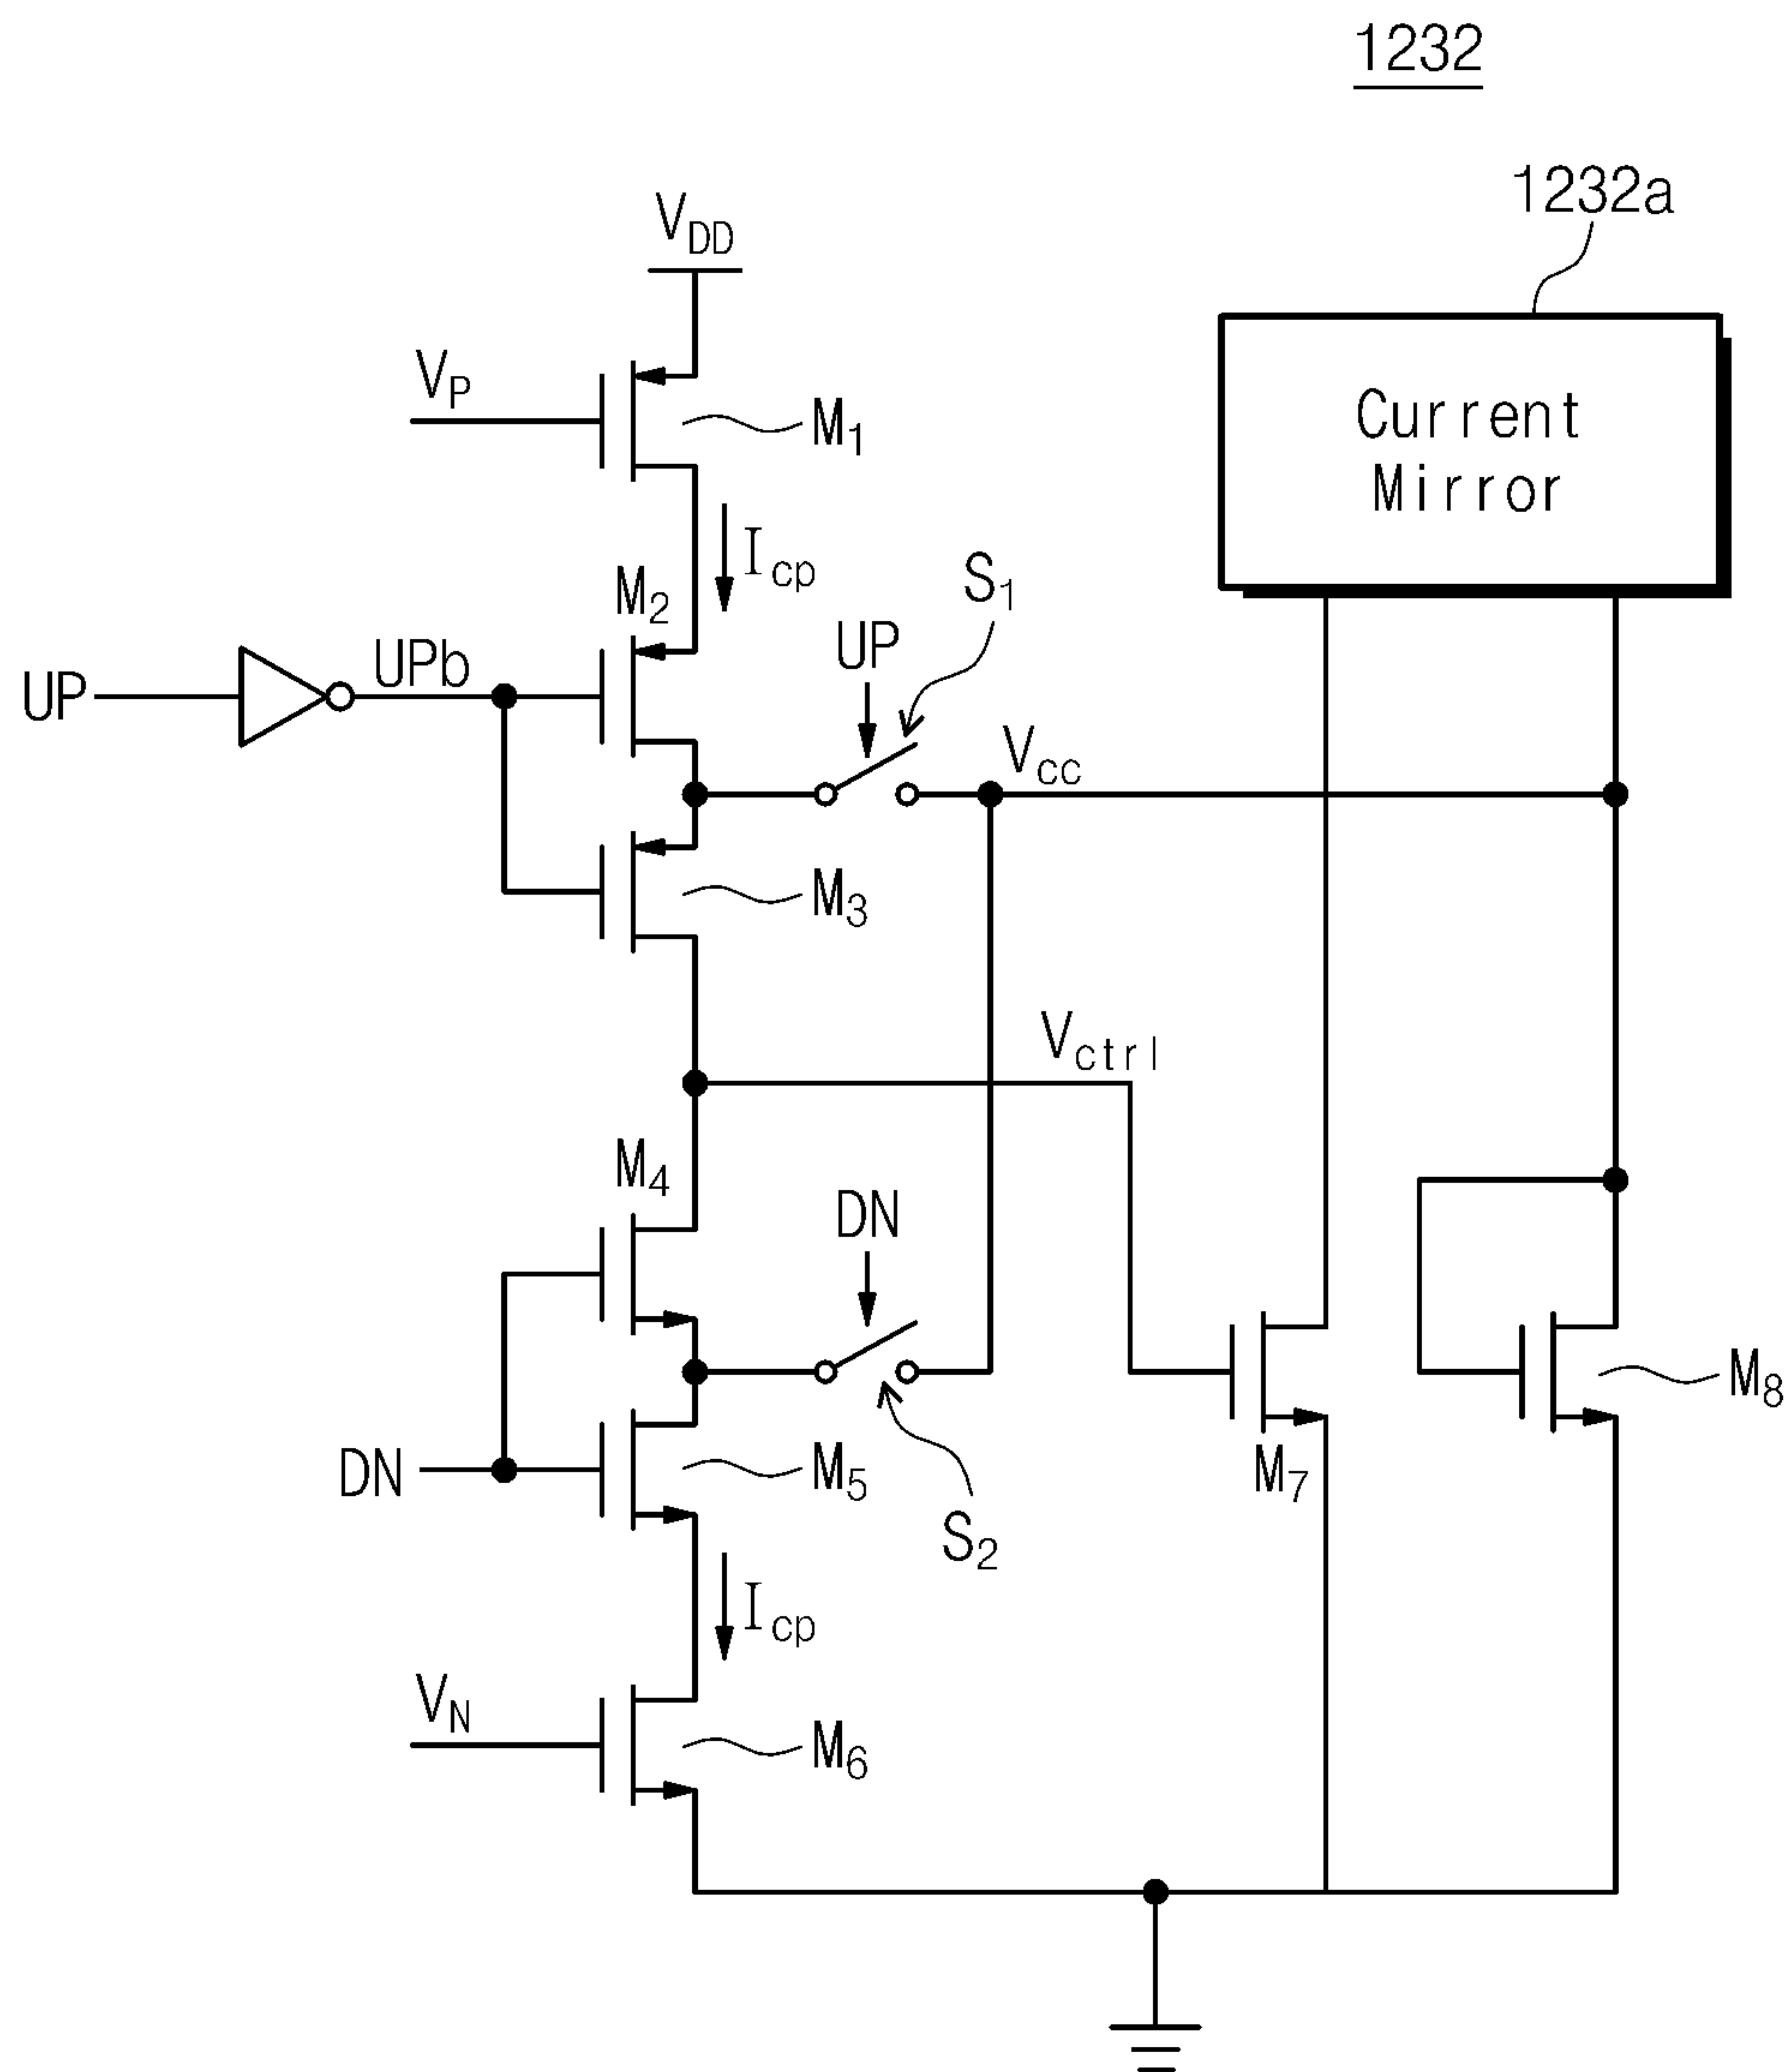 1232
1232a
VDD
VP
M1
Current
Mirror
Icp
S1
M2
UP
UP
UPb
Vcc
M3
Vctrl
M4
DN
M8
DN
M5
M7
S2
Icp
VN
M6